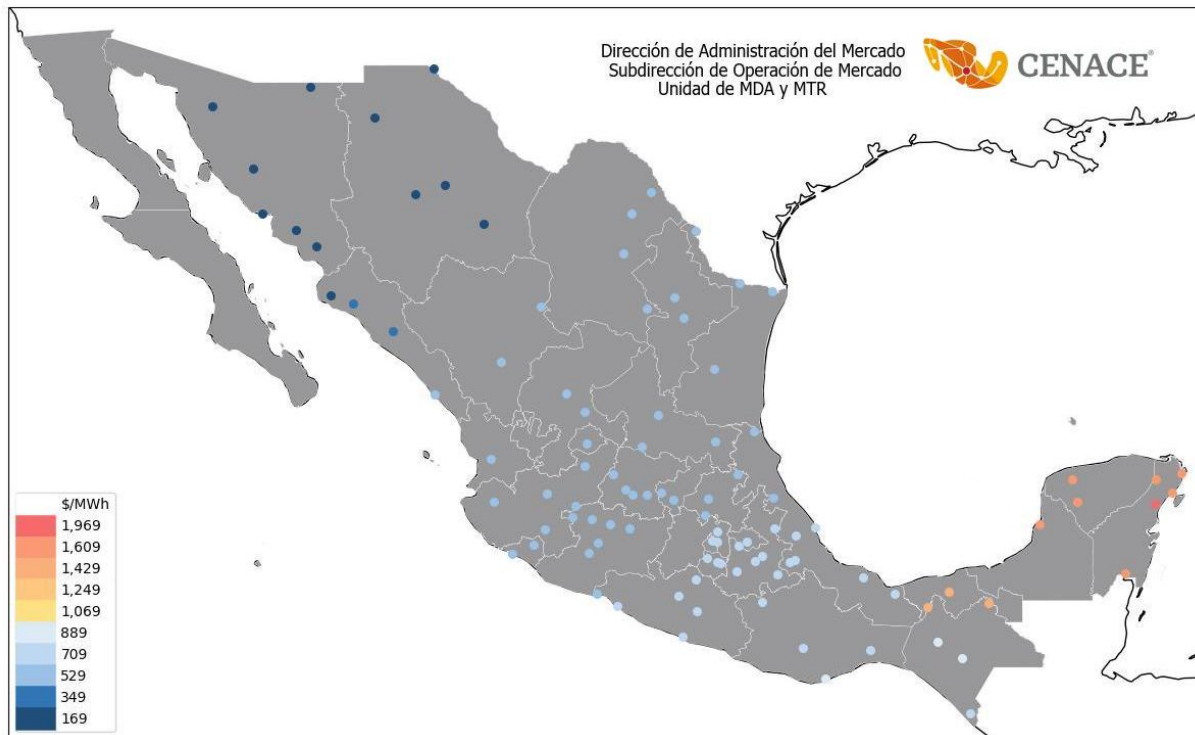 Dirección de Administración del Mercado
Subdirección de Operación de Mercado
Unidad de MDA y MTR
CENACE®
$/MWh
1,969
1,609
1,429
1,249
1,069
889
709
529
349
169